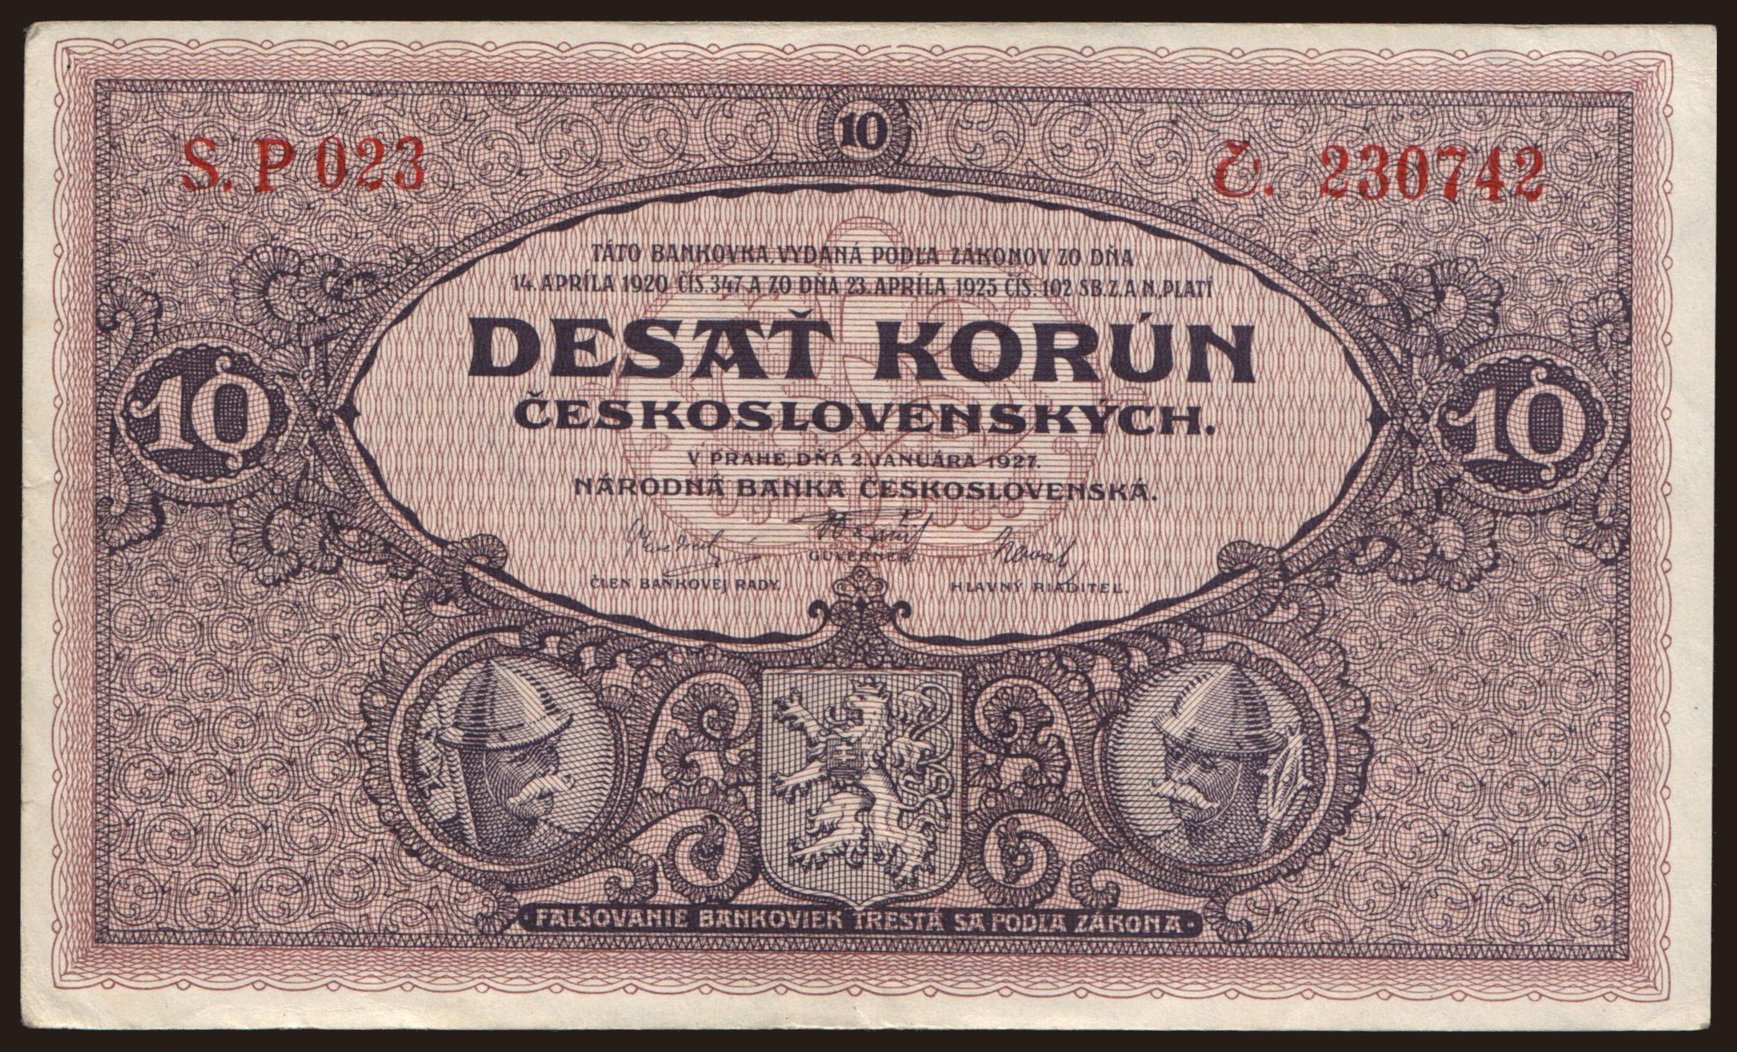 10
S. P 023
Č. 230742
TÁTO BANKOVKA, VYDANÁ PODĽA ZÁKONOV ZO DŇA
14. APRÍLA 1920 ČÍS. 347 A ZO DŇA 23. APRÍLA 1925 ČÍS. 102 SB. Z. A N., PLATÍ
DESAŤ KORÚN
ČESKOSLOVENSKÝCH.
10
10
V PRAHE, DŇA 2. JANUÁRA 1927.
NÁRODNÁ BANKA ČESKOSLOVENSKÁ.
GUVERNÉR.
ČLEN BANKOVEJ RADY.
HLAVNÝ RIADITEL.
FALŠOVANIE BANKOVIEK TRESTÁ SA PODĽA ZÁKONA